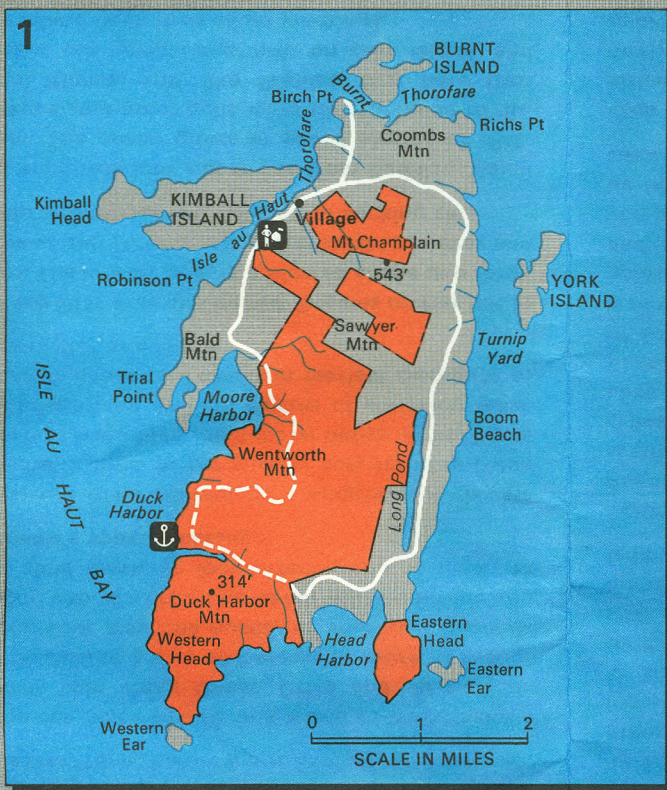 1
BURNT
ISLAND
Birch Pt
Burnt
Thorofare
Richs Pt
Coombs
Mtn
Thorofare
Isle au Haut
Kimball
Head
KIMBALL
ISLAND
Village
Mt Champlain
543'
Robinson Pt
YORK
ISLAND
Sawyer
Mtn
Bald
Mtn
Turnip
Yard
Trial
Point
Moore
Harbor
Boom
Beach
ISLE AU HAUT BAY
Wentworth
Mtn
Long Pond
Duck
Harbor
314'
Duck Harbor
Mtn
Western
Head
Head
Harbor
Eastern
Head
Eastern
Ear
Western
Ear
0 1 2
SCALE IN MILES